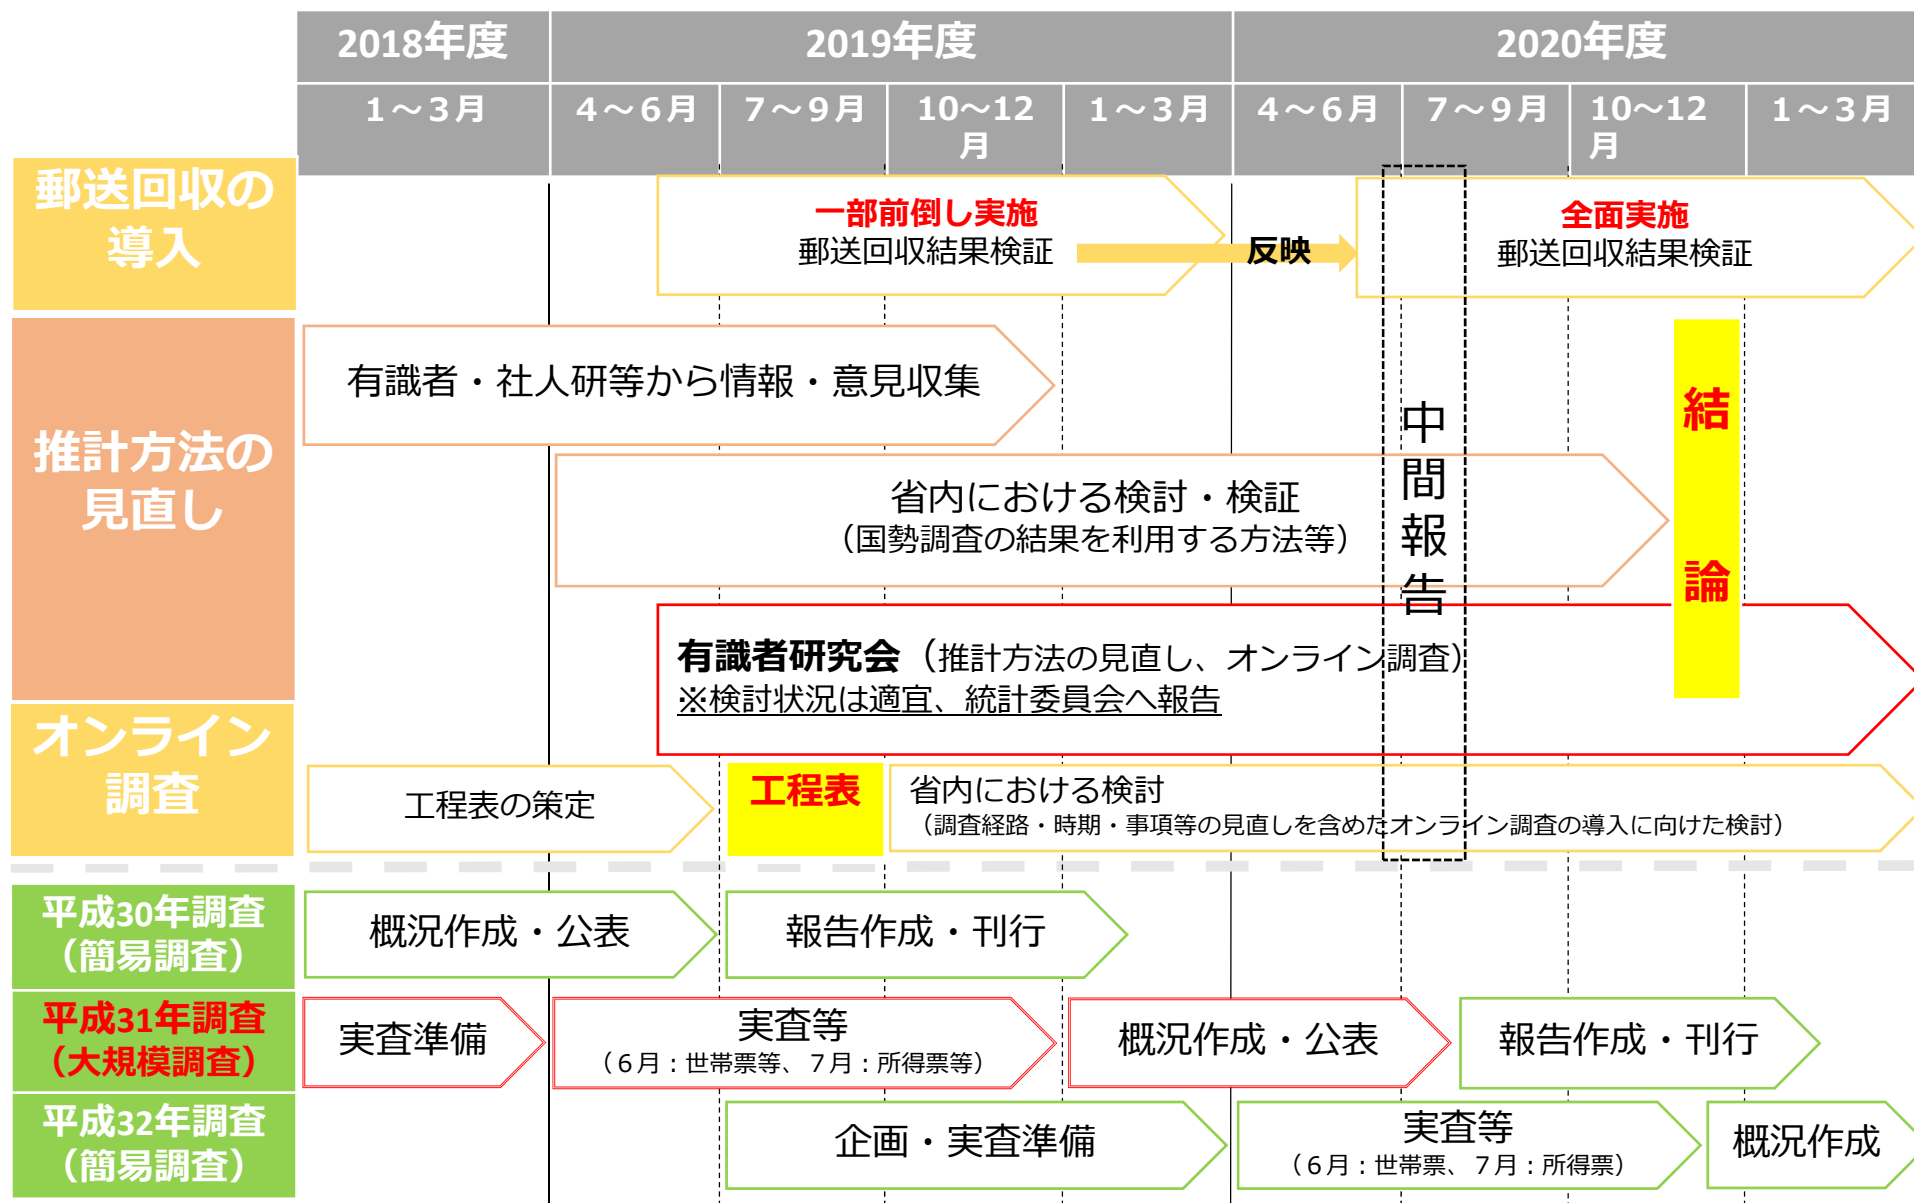 2018年度
2019年度
2020年度
1～3月
4～6月
7～9月
10～12
月
1～3月
4～6月
7～9月
10～12
月
1～3月
郵送回収の
導入
一部前倒し実施
郵送回収結果検証
反映
全面実施
郵送回収結果検証
推計方法の
見直し
有識者・社人研等から情報・意見収集
省内における検討・検証
（国勢調査の結果を利用する方法等）
中間報告
結論
有識者研究会（推計方法の見直し、オンライン調査）
※検討状況は適宜、統計委員会へ報告
オンライン
調査
工程表の策定
工程表
省内における検討
（調査経路・時期・事項等の見直しを含めたオンライン調査の導入に向けた検討）
平成30年調査
（簡易調査）
概況作成・公表
報告作成・刊行
平成31年調査
（大規模調査）
実査準備
実査等
（6月：世帯票等、7月：所得票等）
概況作成・公表
報告作成・刊行
平成32年調査
（簡易調査）
企画・実査準備
実査等
（6月：世帯票、7月：所得票）
概況作成